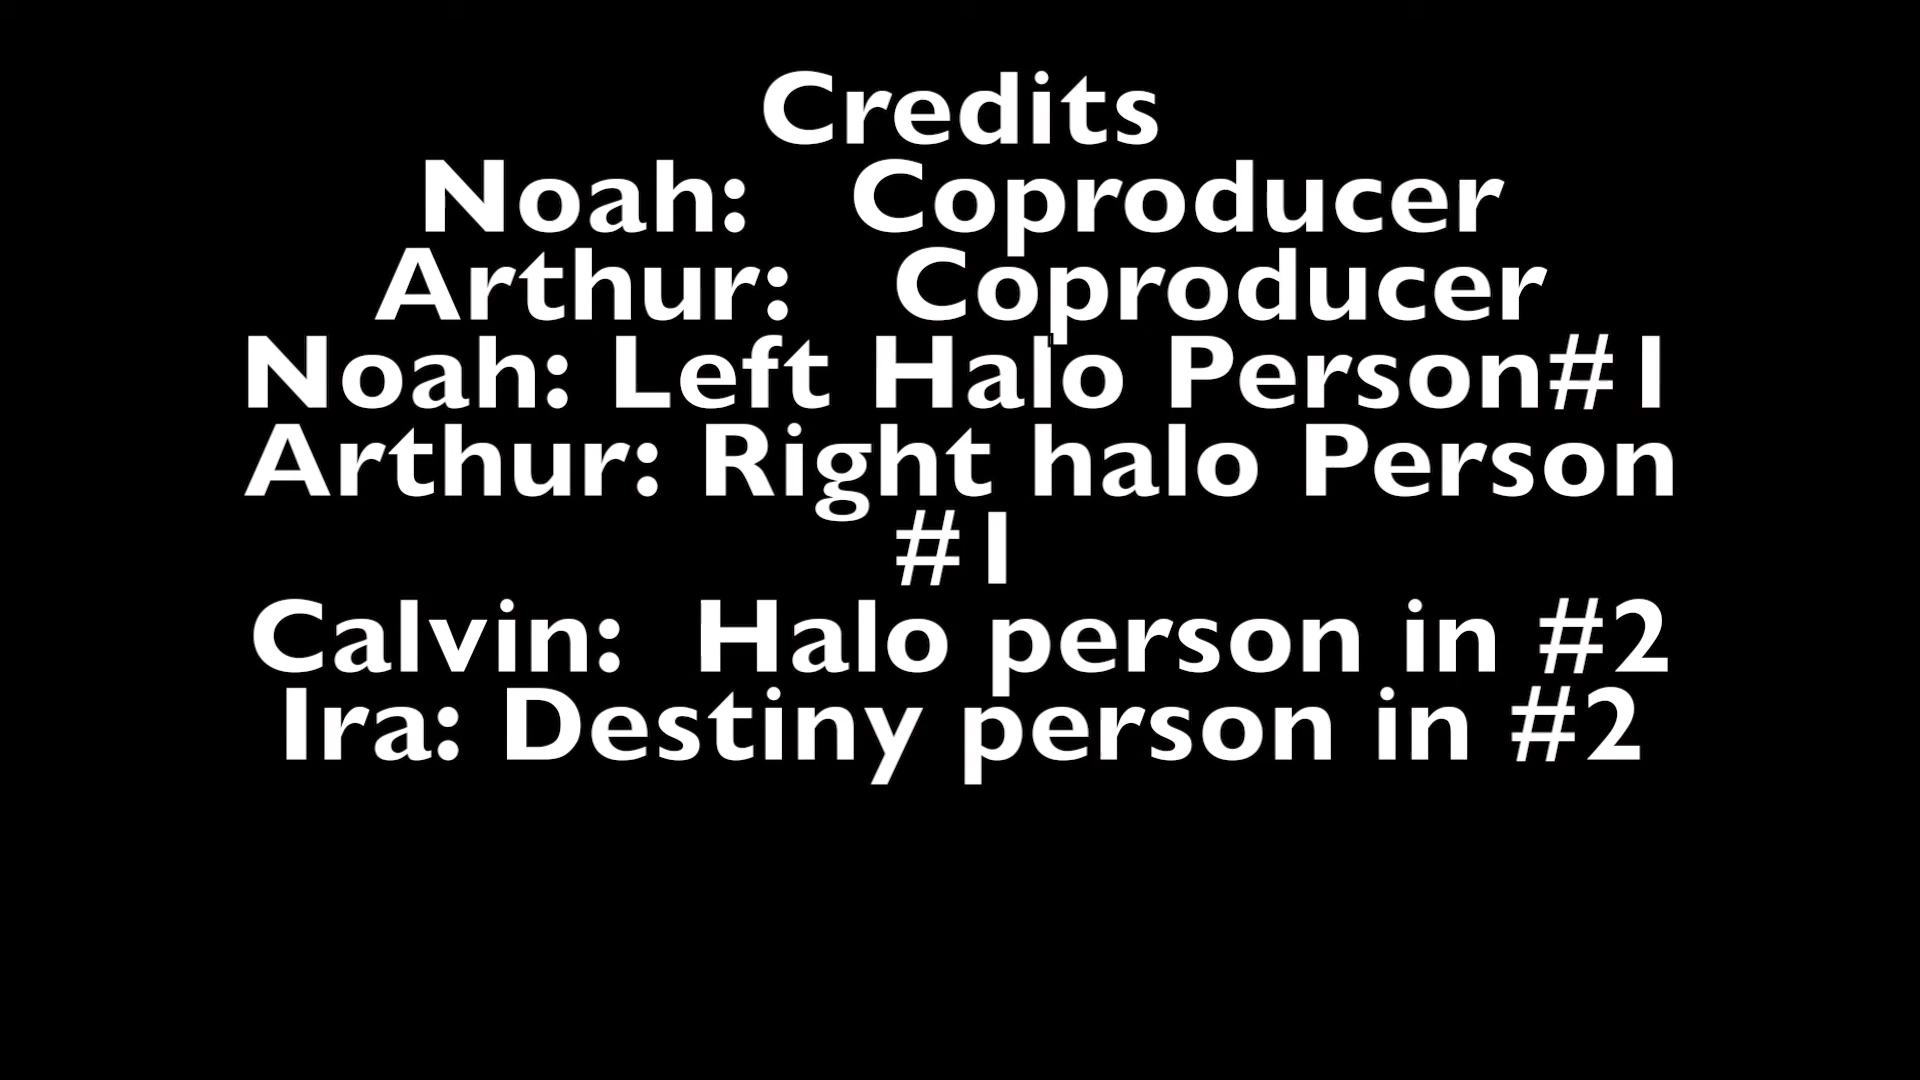 Credits
Noah:   Coproducer
Arthur:   Coproducer
Noah: Left Halo Person#1
Arthur: Right halo Person
#1
Calvin:  Halo person in #2
Ira: Destiny person in #2